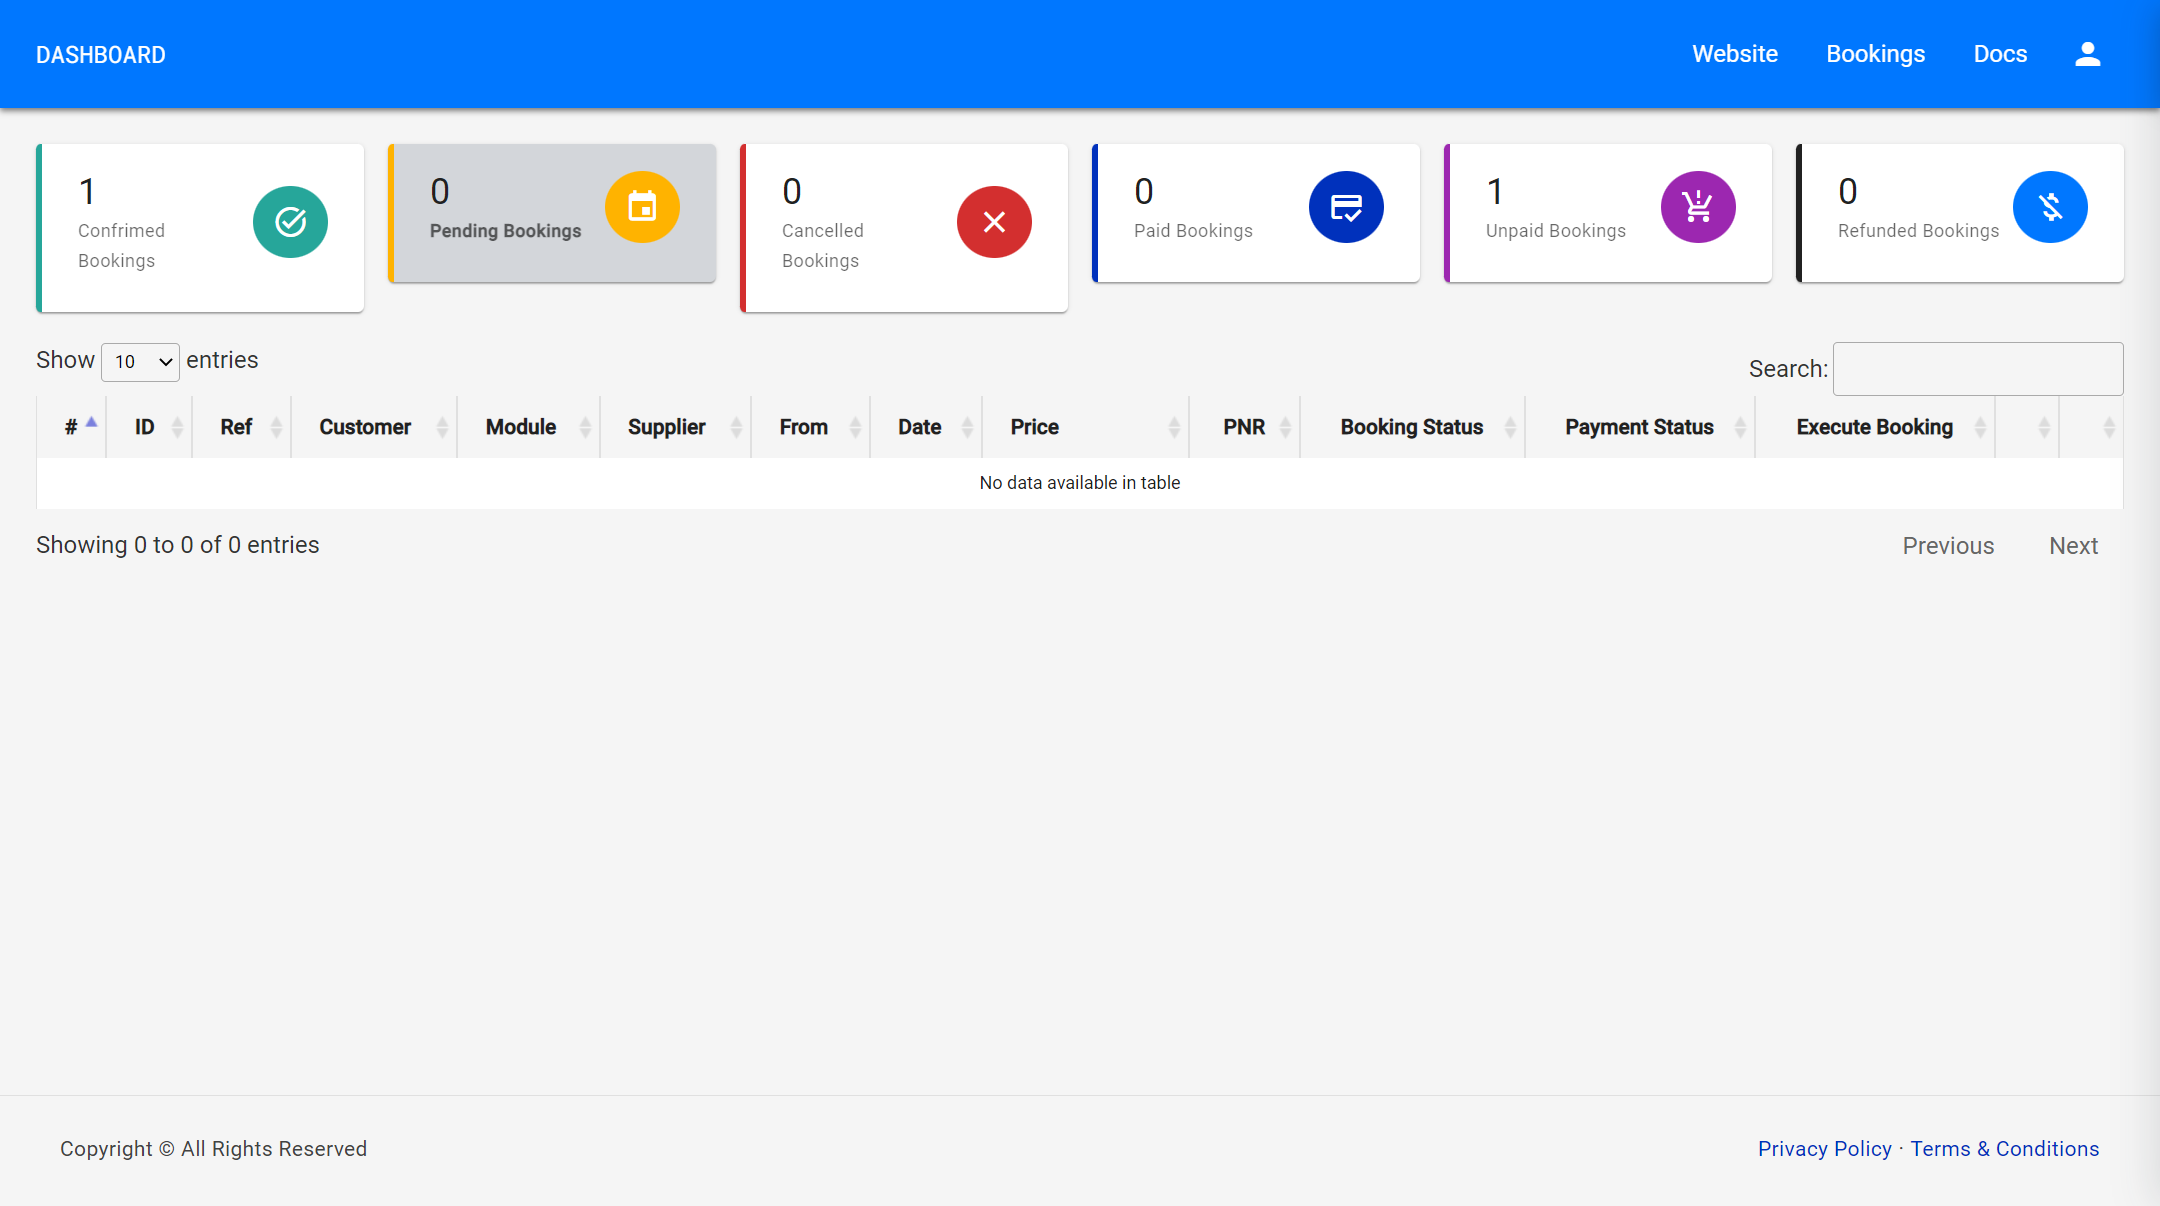 DASHBOARD
Website Bookings Docs
1
Confrimed
Bookings
0
Pending Bookings
0
Cancelled
Bookings
0
Paid Bookings
1
Unpaid Bookings
0
Refunded Bookings
Show 10 entries
Search:
# ID Ref Customer Module Supplier From Date Price PNR Booking Status Payment Status Execute Booking
No data available in table
Showing 0 to 0 of 0 entries
Previous Next
Copyright © All Rights Reserved
Privacy Policy · Terms & Conditions